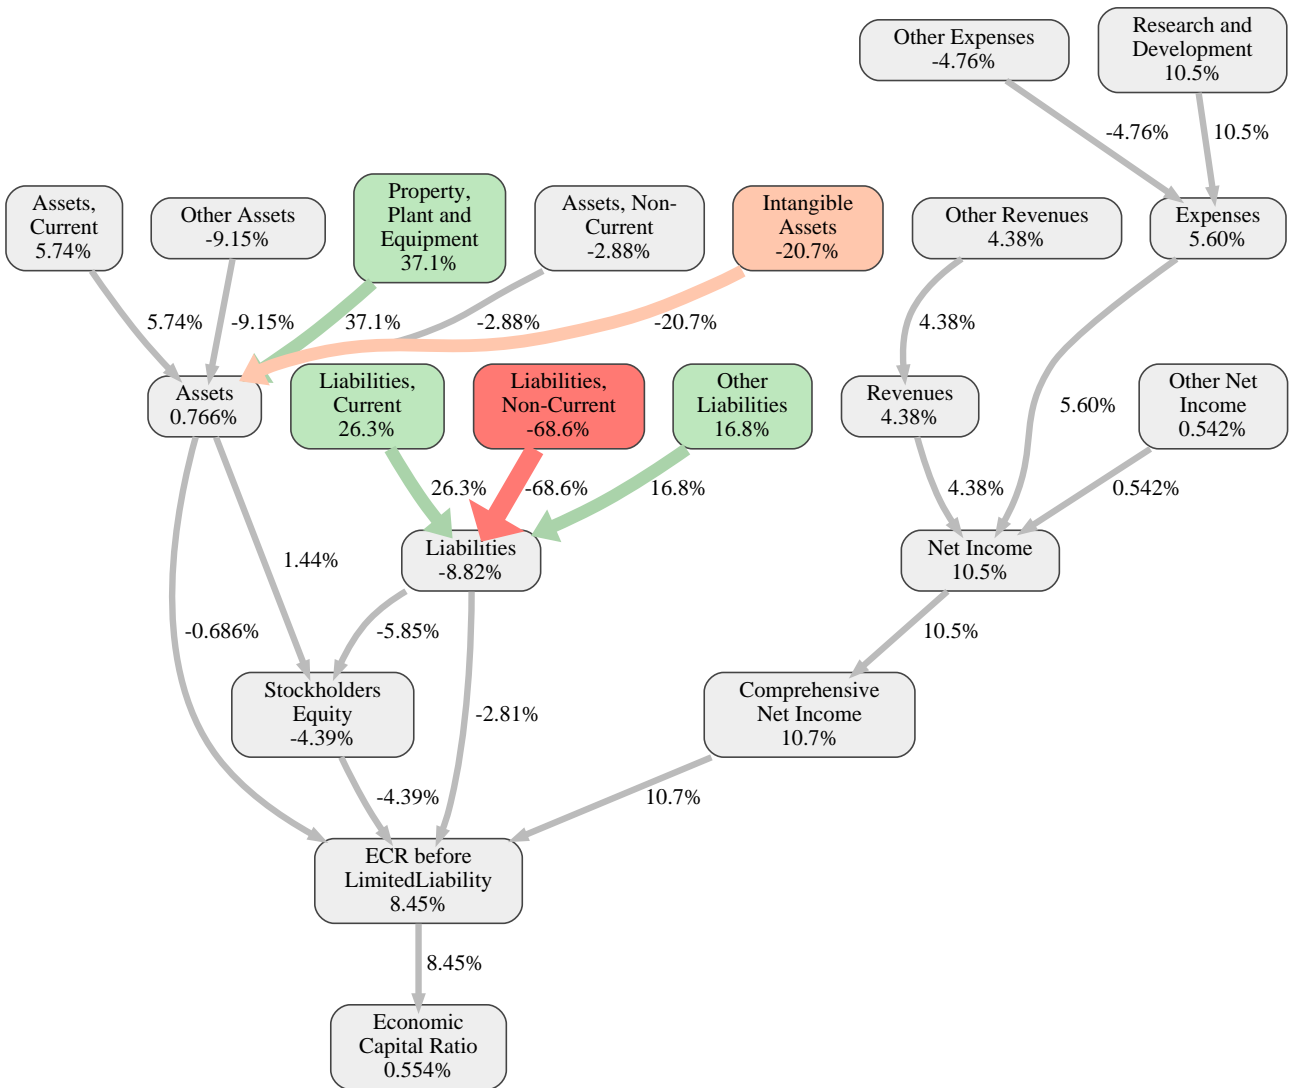 Other Expenses
-4.76%
Research and
Development
10.5%
-4.76%
10.5%
Assets,
Current
5.74%
Other Assets
-9.15%
Property,
Plant and
Equipment
37.1%
Assets, Non-
Current
-2.88%
Intangible
Assets
-20.7%
Other Revenues
4.38%
Expenses
5.60%
5.74%
-9.15%
37.1%
-2.88%
-20.7%
4.38%
Assets
0.766%
Liabilities,
Current
26.3%
Liabilities,
Non-Current
-68.6%
Other
Liabilities
16.8%
Revenues
4.38%
5.60%
Other Net
Income
0.542%
26.3%
-68.6%
16.8%
4.38%
0.542%
1.44%
Liabilities
-8.82%
Net Income
10.5%
-0.686%
-5.85%
10.5%
Stockholders
Equity
-4.39%
-2.81%
Comprehensive
Net Income
10.7%
-4.39%
10.7%
ECR before
LimitedLiability
8.45%
8.45%
Economic
Capital Ratio
0.554%